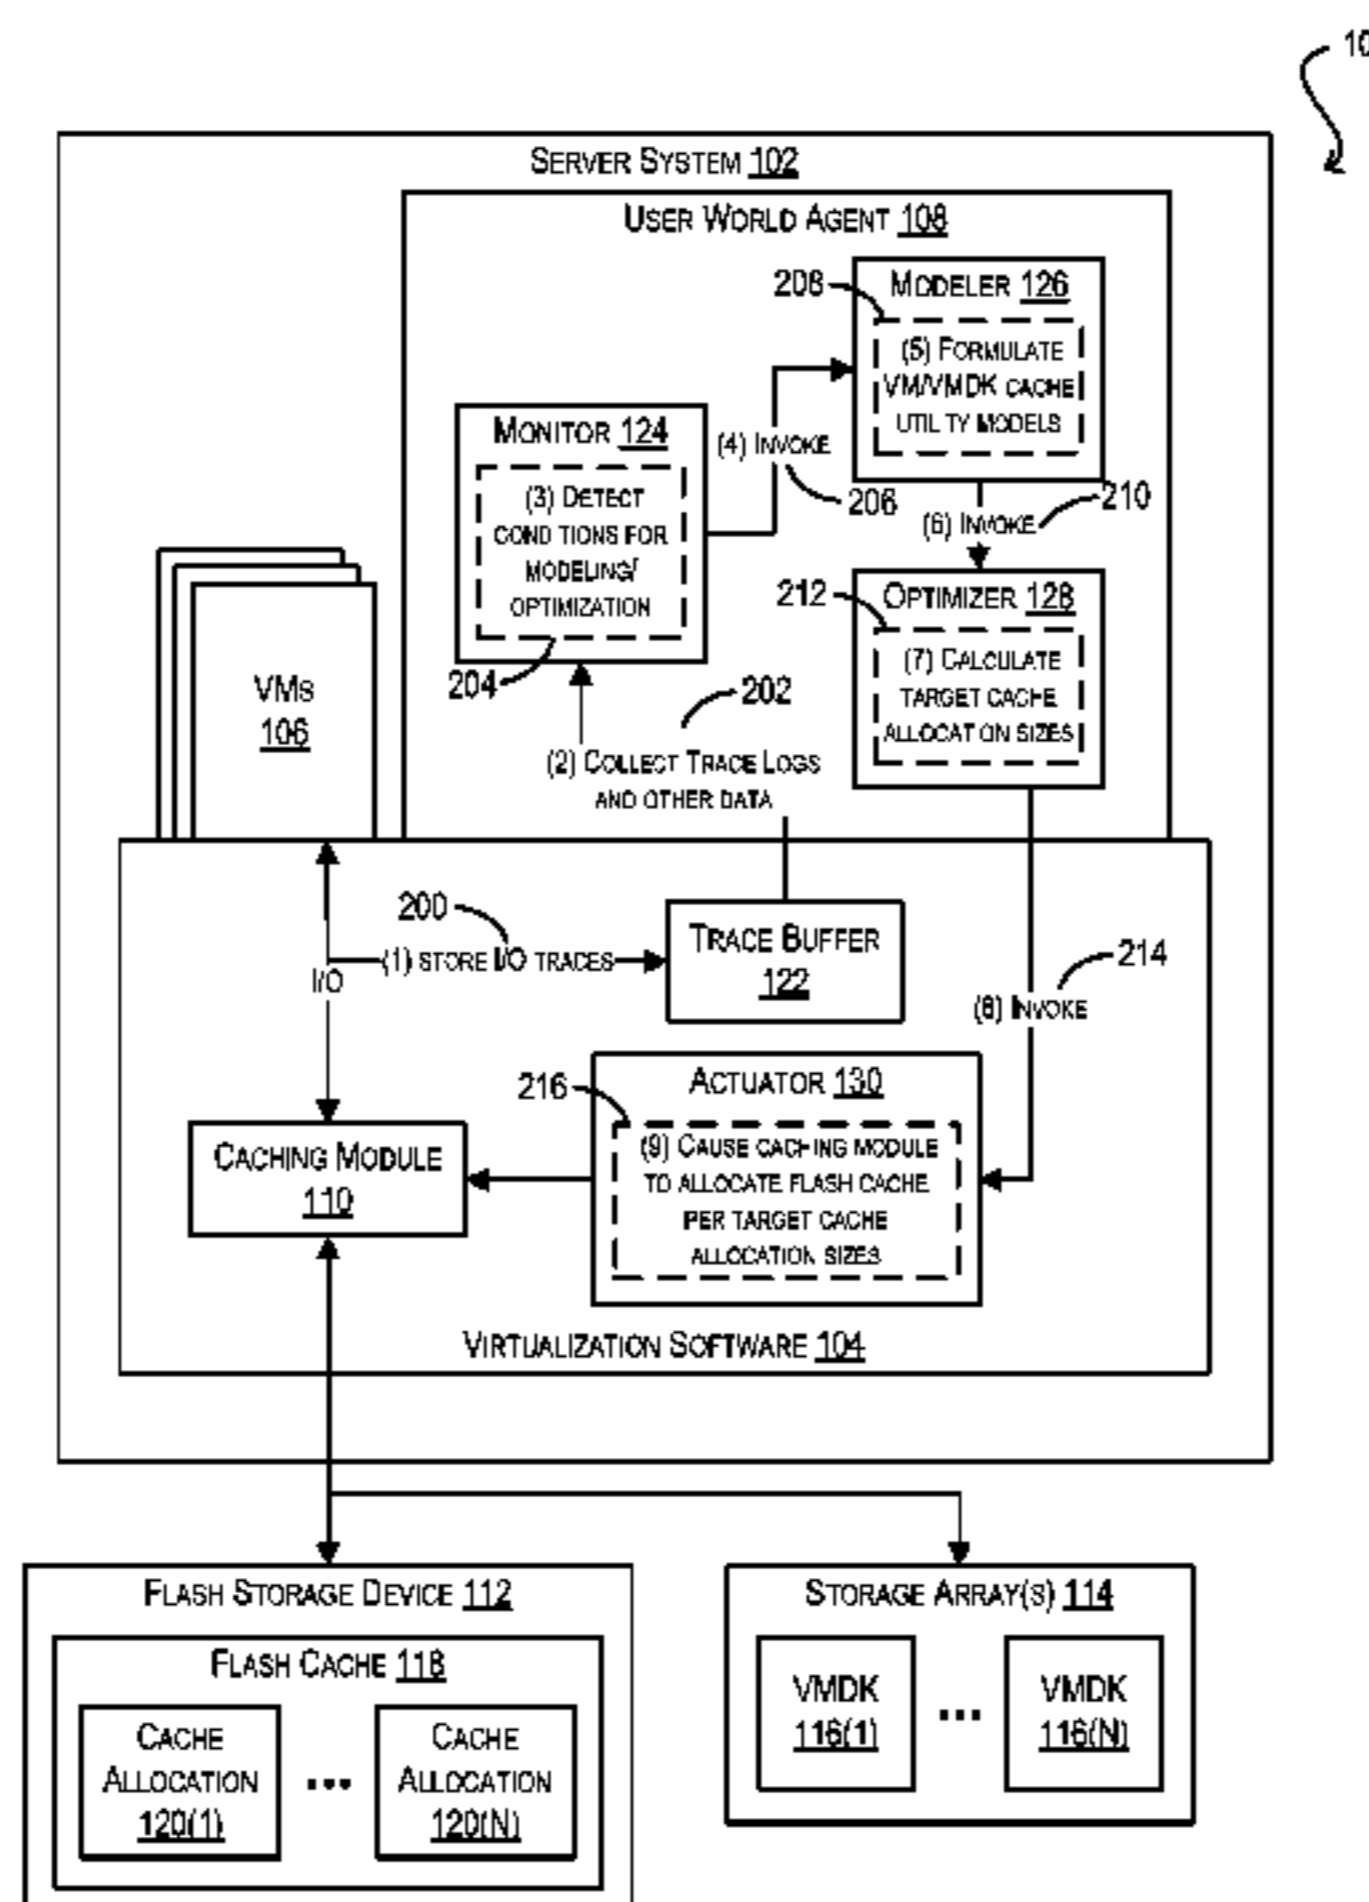 10
SERVER SYSTEM 102
USER WORLD AGENT 108
208
MODELER 126
(5) FORMULATE
VM/VMDK CACHE
UTILITY MODELS
MONITOR 124
(3) DETECT
CONDITIONS FOR
MODELING/
OPTIMIZATION
204
(4) INVOKE
206
(6) INVOKE
210
212
OPTIMIZER 128
(7) CALCULATE
TARGET CACHE
ALLOCATION SIZES
VMS
106
202
(2) COLLECT TRACE LOGS
AND OTHER DATA
200
(1) STORE I/O TRACES
I/O
TRACE BUFFER
122
214
(8) INVOKE
216
ACTUATOR 130
(9) CAUSE CACHING MODULE
TO ALLOCATE FLASH CACHE
PER TARGET CACHE
ALLOCATION SIZES
CACHING MODULE
110
VIRTUALIZATION SOFTWARE 104
FLASH STORAGE DEVICE 112
FLASH CACHE 118
CACHE
ALLOCATION
120(1)
...
CACHE
ALLOCATION
120(N)
STORAGE ARRAY(S) 114
VMDK
116(1)
...
VMDK
116(N)